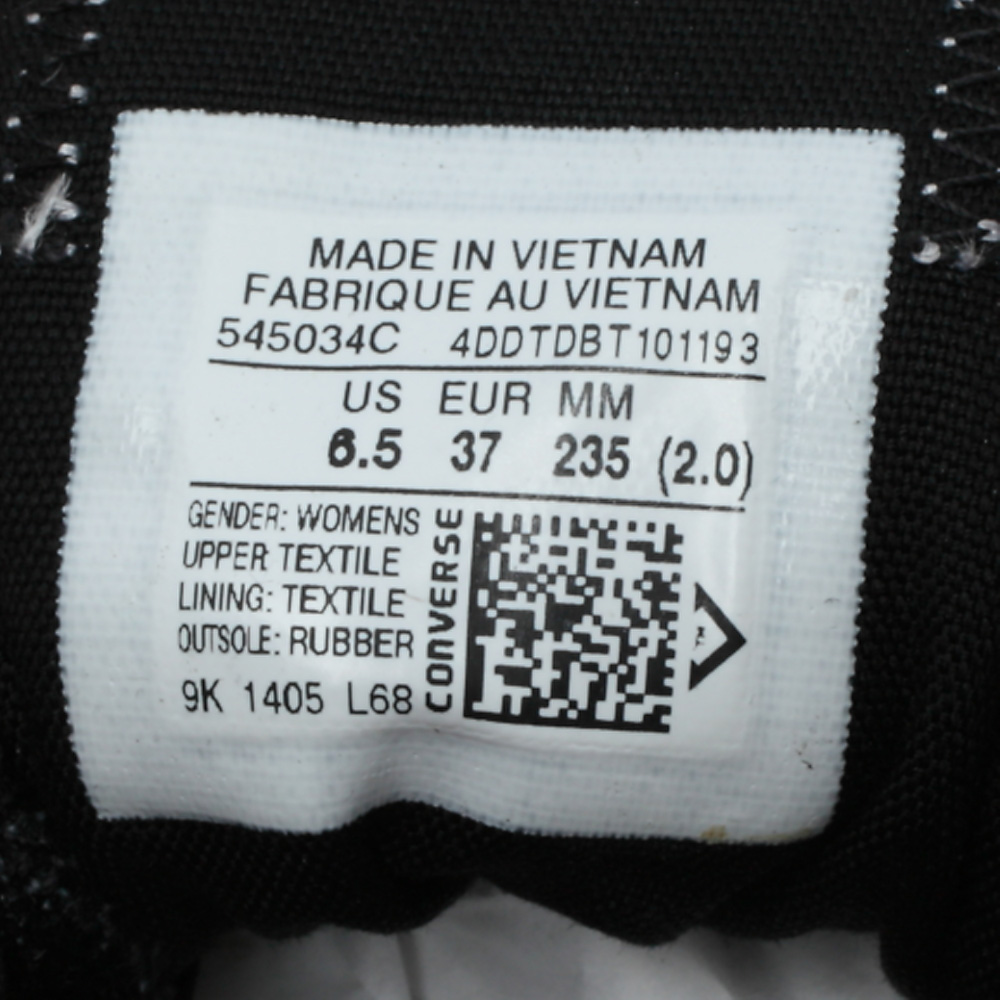 MADE IN VIETNAM
FABRIQUE AU VIETNAM
545034C 4DDTDBT101193
US EUR MM
6.5 37 235 (2.0)
GENDER: WOMENS
UPPER TEXTILE
LINING: TEXTILE
OUTSOLE: RUBBER
9K 1405 L68
CONVERSE